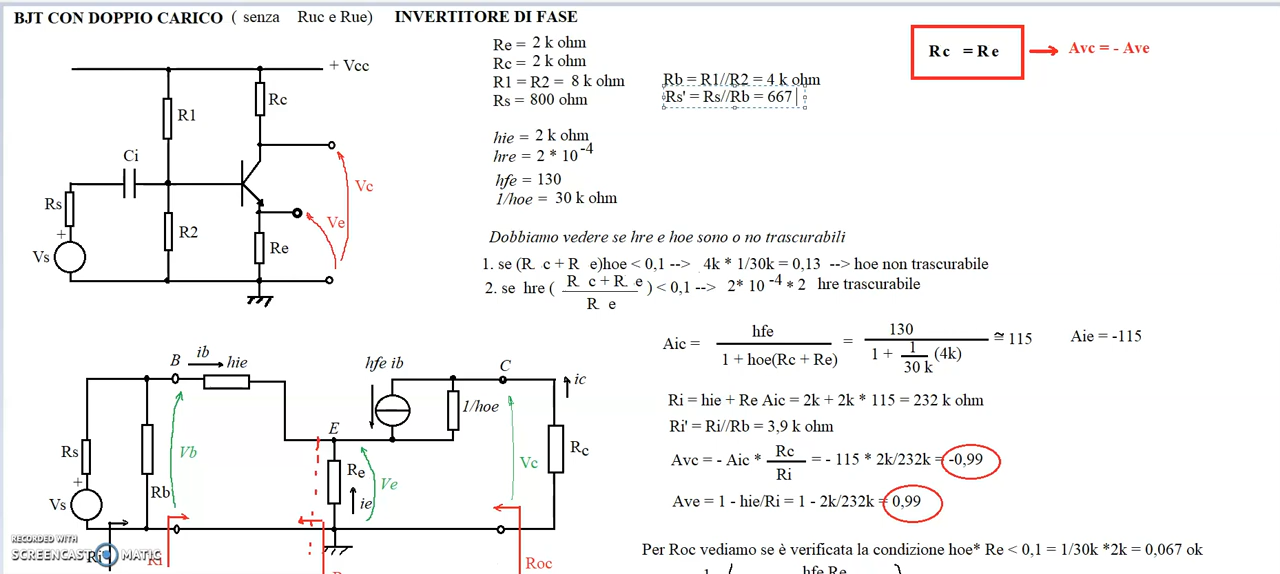 BJT CON DOPPIO CARICO ( senza Ruc e Rue) INVERTITORE DI FASE
Re = 2 k ohm
Rc = 2 k ohm
R1 = R2 = 8 k ohm
Rs = 800 ohm
Rb = R1//R2 = 4 k ohm
Rs' = Rs//Rb = 667
Rc = Re
Avc = - Ave
hie = 2 k ohm
hre = 2 * 10 -4
hfe = 130
1/hoe = 30 k ohm
+ Vcc
Rc
R1
Ci
Vc
Rs
Ve
+
R2
Re
Vs
Dobbiamo vedere se hre e hoe sono o no trascurabili
1. se (R c + R e)hoe < 0,1 --> 4k * 1/30k = 0,13 --> hoe non trascurabile
2. se hre ( R c + R e / R e ) < 0,1 --> 2* 10 -4 * 2 hre trascurabile
Aic = hfe / 1 + hoe(Rc + Re) = 130 / 1 + 1/30 k (4k) ≅ 115 Aie = -115
Ri = hie + Re Aic = 2k + 2k * 115 = 232 k ohm
Ri' = Ri//Rb = 3,9 k ohm
Avc = - Aic * Rc / Ri = - 115 * 2k/232k = -0,99
Ave = 1 - hie/Ri = 1 - 2k/232k = 0,99
Per Roc vediamo se è verificata la condizione hoe* Re < 0,1 = 1/30k *2k = 0,067 ok
hfe Re
B
ib
hie
hfe ib
C
ic
1/hoe
E
Rs
Vb
Re
Vc
Rc
+
Ve
Rb
Vs
ie
RECORDED WITH
SCREENCAST MATIC
Ri
Ri
Roc